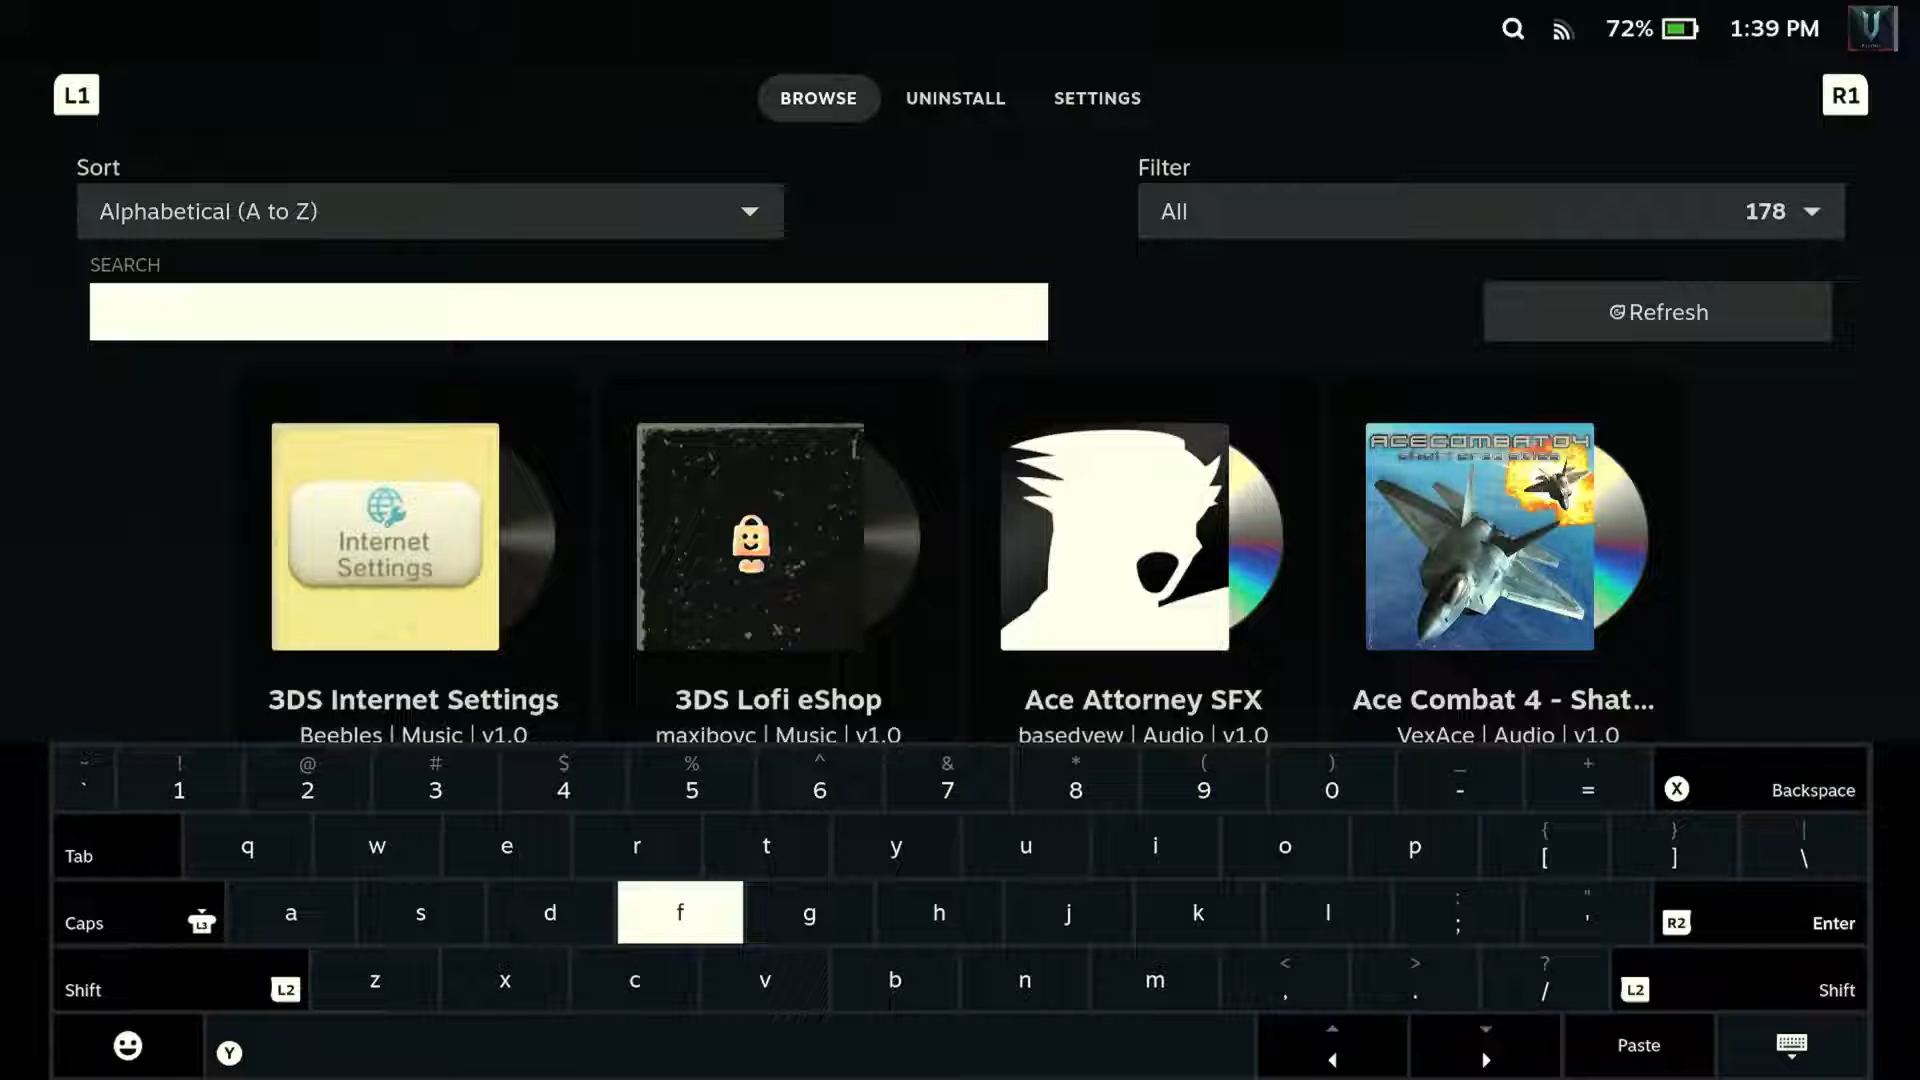 72% 1:39 PM
L1 BROWSE UNINSTALL SETTINGS R1
Sort Filter
Alphabetical (A to Z) All 178
SEARCH
Refresh
ACECOMBAT04
Internet
Settings
3DS Internet Settings 3DS Lofi eShop Ace Attorney SFX Ace Combat 4 - Shat...
Beebles | Music | v1.0 maxiboyc | Music | v1.0 basedvew | Audio | v1.0 VexAce | Audio | v1.0
~ ! @ # $ % ^ & * ( ) _ +
` 1 2 3 4 5 6 7 8 9 0 - = X Backspace
Tab q w e r t y u i o p { [ } ] | \
Caps L3 a s d f g h j k l : ; " ' R2 Enter
Shift L2 z x c v b n m < , > . ? / L2 Shift
Y Paste